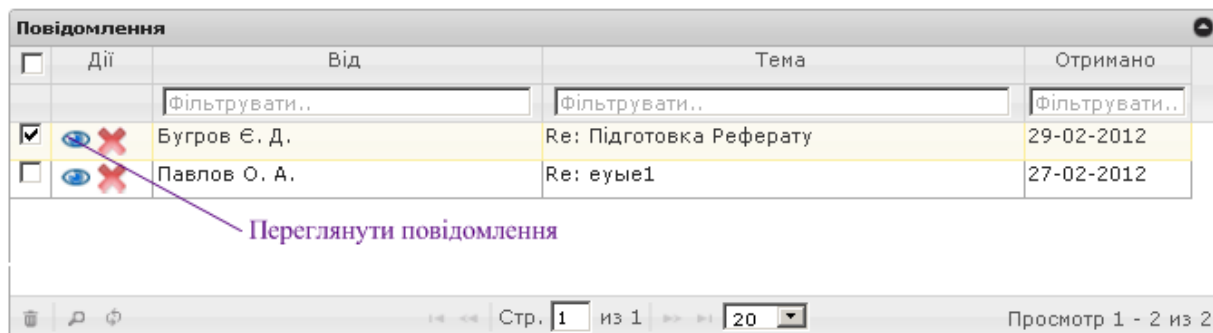 Повідомлення
Дії Від Тема Отримано
Фільтрувати.. Фільтрувати.. Фільтрувати..
Бугров Є. Д. Re: Підготовка Реферату 29-02-2012
Павлов О. А. Re: еуые1 27-02-2012
Переглянути повідомлення
Стр. 1 из 1 20 Просмотр 1 - 2 из 2